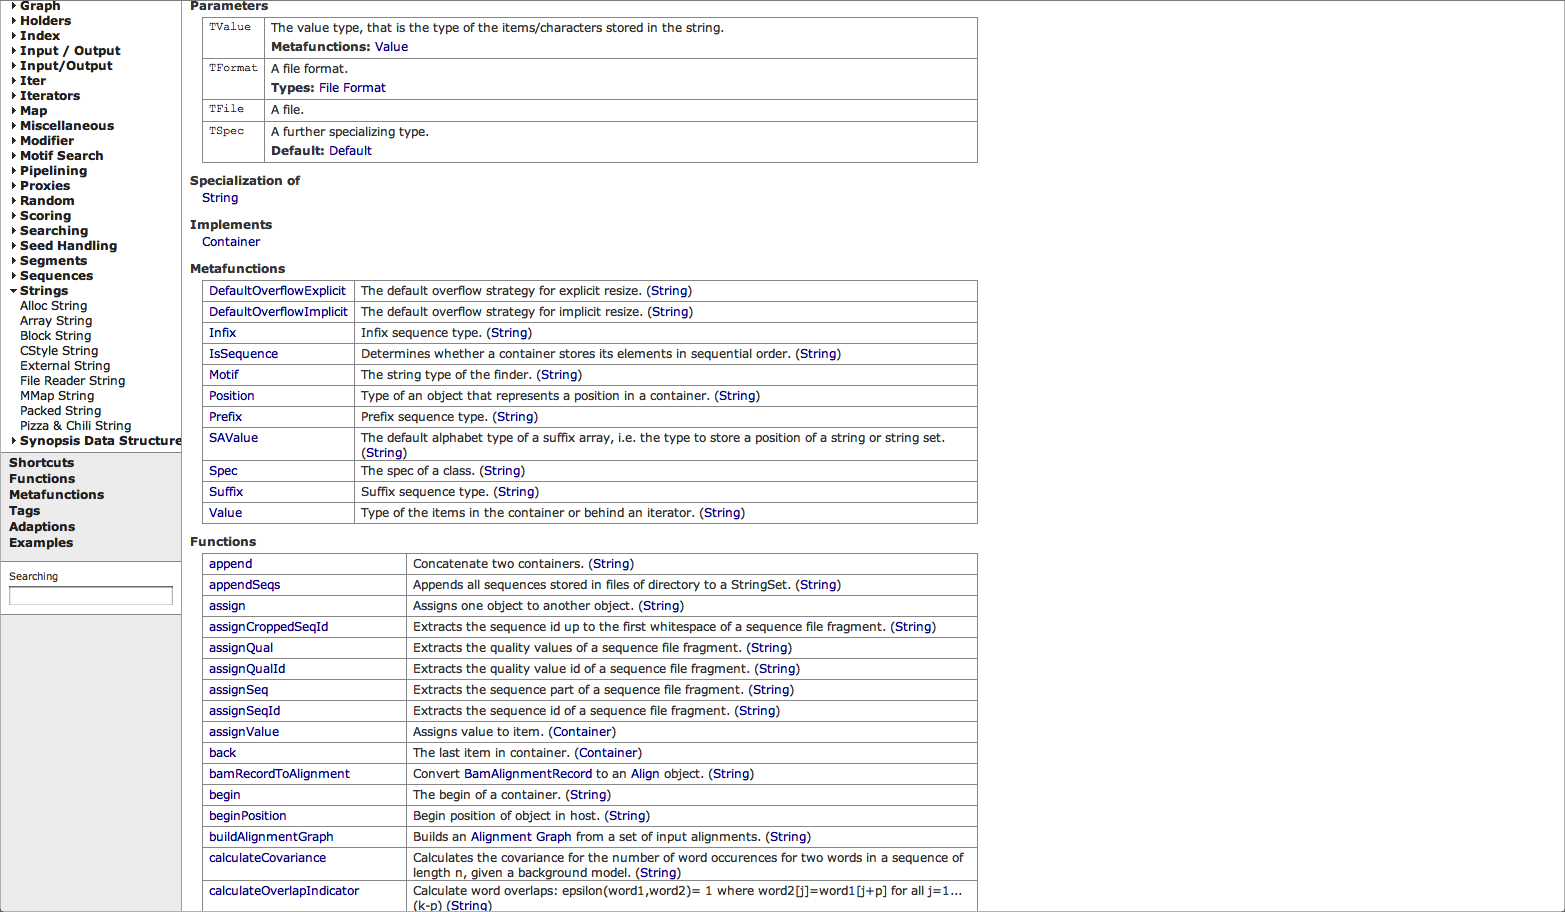 Graph
Holders
Index
Input / Output
Input/Output
Iter
Iterators
Map
Miscellaneous
Modifier
Motif Search
Pipelining
Proxies
Random
Scoring
Searching
Seed Handling
Segments
Sequences
Strings
Alloc String
Array String
Block String
CStyle String
External String
File Reader String
MMap String
Packed String
Pizza & Chili String
Synopsis Data Structure
Shortcuts
Functions
Metafunctions
Tags
Adaptions
Examples
Searching
Parameters
TValue The value type, that is the type of the items/characters stored in the string.
Metafunctions: Value
TFormat A file format.
Types: File Format
TFile A file.
TSpec A further specializing type.
Default: Default
Specialization of
String
Implements
Container
Metafunctions
DefaultOverflowExplicit The default overflow strategy for explicit resize. (String)
DefaultOverflowImplicit The default overflow strategy for implicit resize. (String)
Infix Infix sequence type. (String)
IsSequence Determines whether a container stores its elements in sequential order. (String)
Motif The string type of the finder. (String)
Position Type of an object that represents a position in a container. (String)
Prefix Prefix sequence type. (String)
SAValue The default alphabet type of a suffix array, i.e. the type to store a position of a string or string set.
(String)
Spec The spec of a class. (String)
Suffix Suffix sequence type. (String)
Value Type of the items in the container or behind an iterator. (String)
Functions
append Concatenate two containers. (String)
appendSeqs Appends all sequences stored in files of directory to a StringSet. (String)
assign Assigns one object to another object. (String)
assignCroppedSeqId Extracts the sequence id up to the first whitespace of a sequence file fragment. (String)
assignQual Extracts the quality values of a sequence file fragment. (String)
assignQualId Extracts the quality value id of a sequence file fragment. (String)
assignSeq Extracts the sequence part of a sequence file fragment. (String)
assignSeqId Extracts the sequence id of a sequence file fragment. (String)
assignValue Assigns value to item. (Container)
back The last item in container. (Container)
bamRecordToAlignment Convert BamAlignmentRecord to an Align object. (String)
begin The begin of a container. (String)
beginPosition Begin position of object in host. (String)
buildAlignmentGraph Builds an Alignment Graph from a set of input alignments. (String)
calculateCovariance Calculates the covariance for the number of word occurences for two words in a sequence of
length n, given a background model. (String)
calculateOverlapIndicator Calculate word overlaps: epsilon(word1,word2)= 1 where word2[j]=word1[j+p] for all j=1...
(k-p) (String)